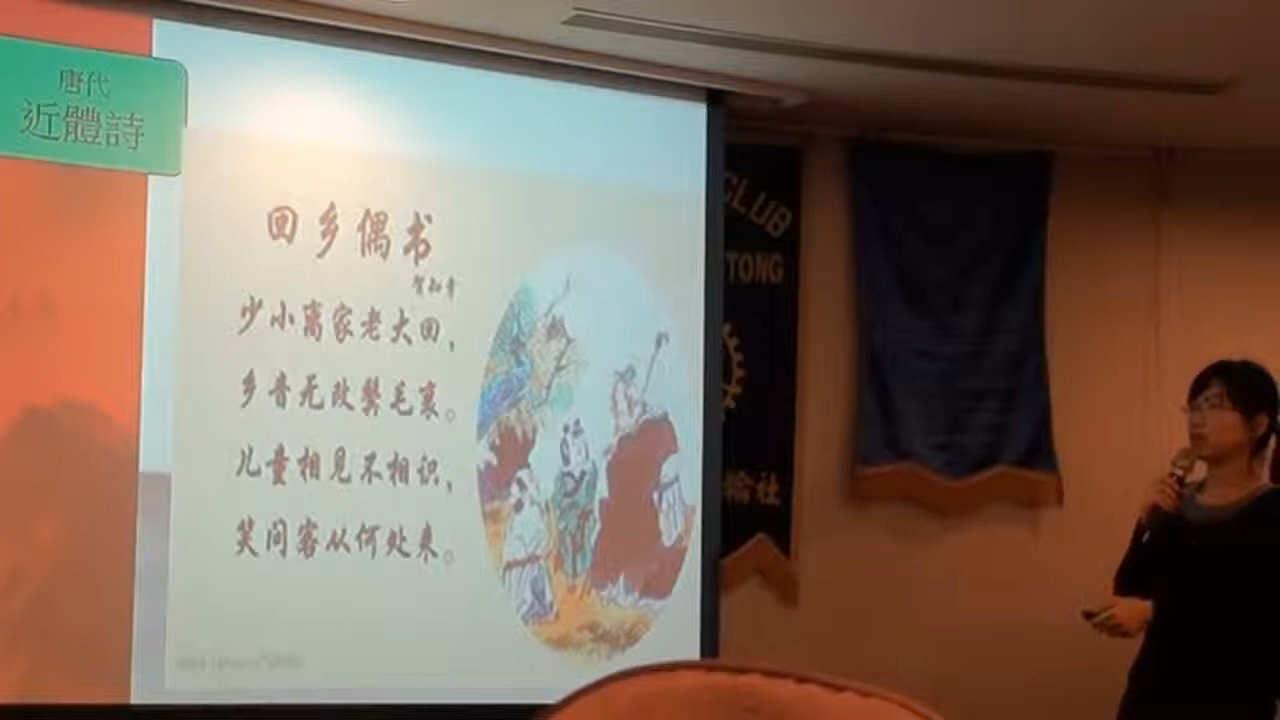 唐代
近體詩
回乡偶书
贺知章
少小离家老大回，
乡音无改鬓毛衰。
儿童相见不相识，
笑问客从何处来。
CLUB
TONG
輪社